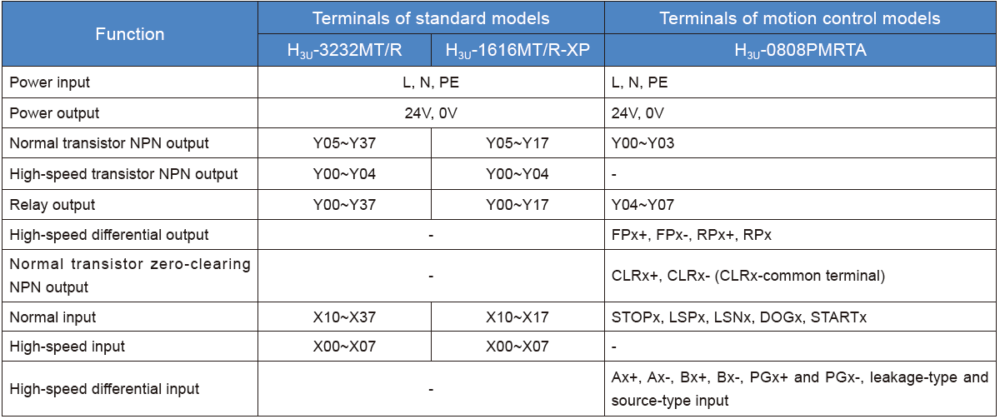 Function
Terminals of standard models
Terminals of motion control models
H3U-3232MT/R
H3U-1616MT/R-XP
H3U-0808PMRTA
Power input
L, N, PE
L, N, PE
Power output
24V, 0V
24V, 0V
Normal transistor NPN output
Y05~Y37
Y05~Y17
Y00~Y03
High-speed transistor NPN output
Y00~Y04
Y00~Y04
-
Relay output
Y00~Y37
Y00~Y17
Y04~Y07
High-speed differential output
-
FPx+, FPx-, RPx+, RPx
Normal transistor zero-clearing
NPN output
-
CLRx+, CLRx- (CLRx-common terminal)
Normal input
X10~X37
X10~X17
STOPx, LSPx, LSNx, DOGx, STARTx
High-speed input
X00~X07
X00~X07
-
High-speed differential input
-
Ax+, Ax-, Bx+, Bx-, PGx+ and PGx-, leakage-type and
source-type input